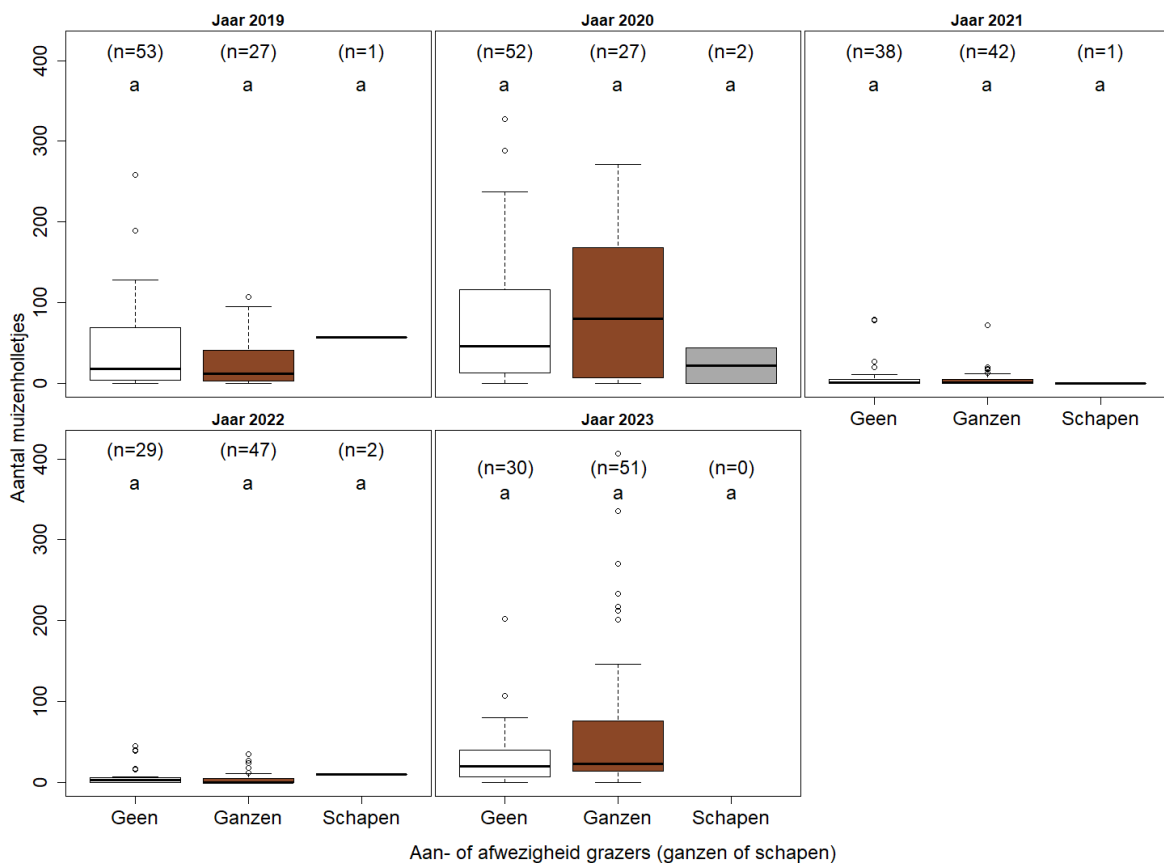 Jaar 2019
Jaar 2020
Jaar 2021
(n=53) (n=27) (n=1)
a a a
(n=52) (n=27) (n=2)
a a a
(n=38) (n=42) (n=1)
a a a
400
300
200
100
0
Geen Ganzen Schapen
Jaar 2022
Jaar 2023
(n=29) (n=47) (n=2)
a a a
(n=30) (n=51) (n=0)
a a a
400
300
200
100
0
Geen Ganzen Schapen
Geen Ganzen Schapen
Aantal muizenholletjes
Aan- of afwezigheid grazers (ganzen of schapen)